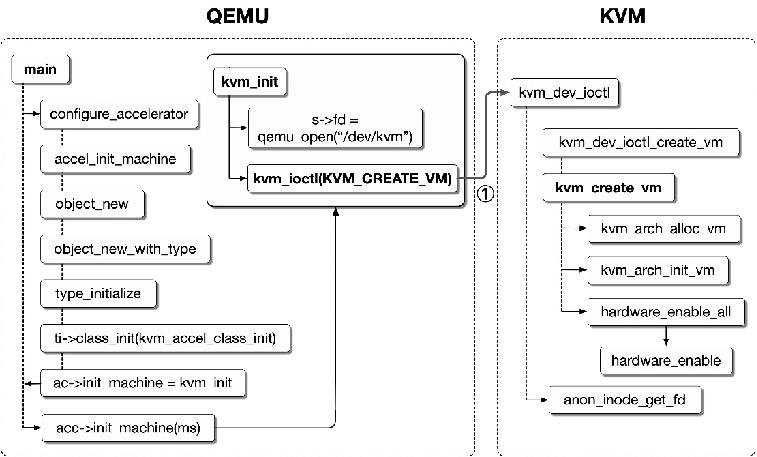 QEMU
KVM
main
configure_accelerator
accel_init_machine
object_new
object_new_with_type
type_initialize
ti->class_init(kvm_accel_class_init)
ac->init_machine = kvm_init
acc->init_machine(ms)
kvm_init
s->fd =
qemu_open(“/dev/kvm”)
kvm_ioctl(KVM_CREATE_VM)
①
kvm_dev_ioctl
kvm_dev_ioctl_create_vm
kvm_create_vm
kvm_arch_alloc_vm
kvm_arch_init_vm
hardware_enable_all
hardware_enable
anon_inode_get_fd